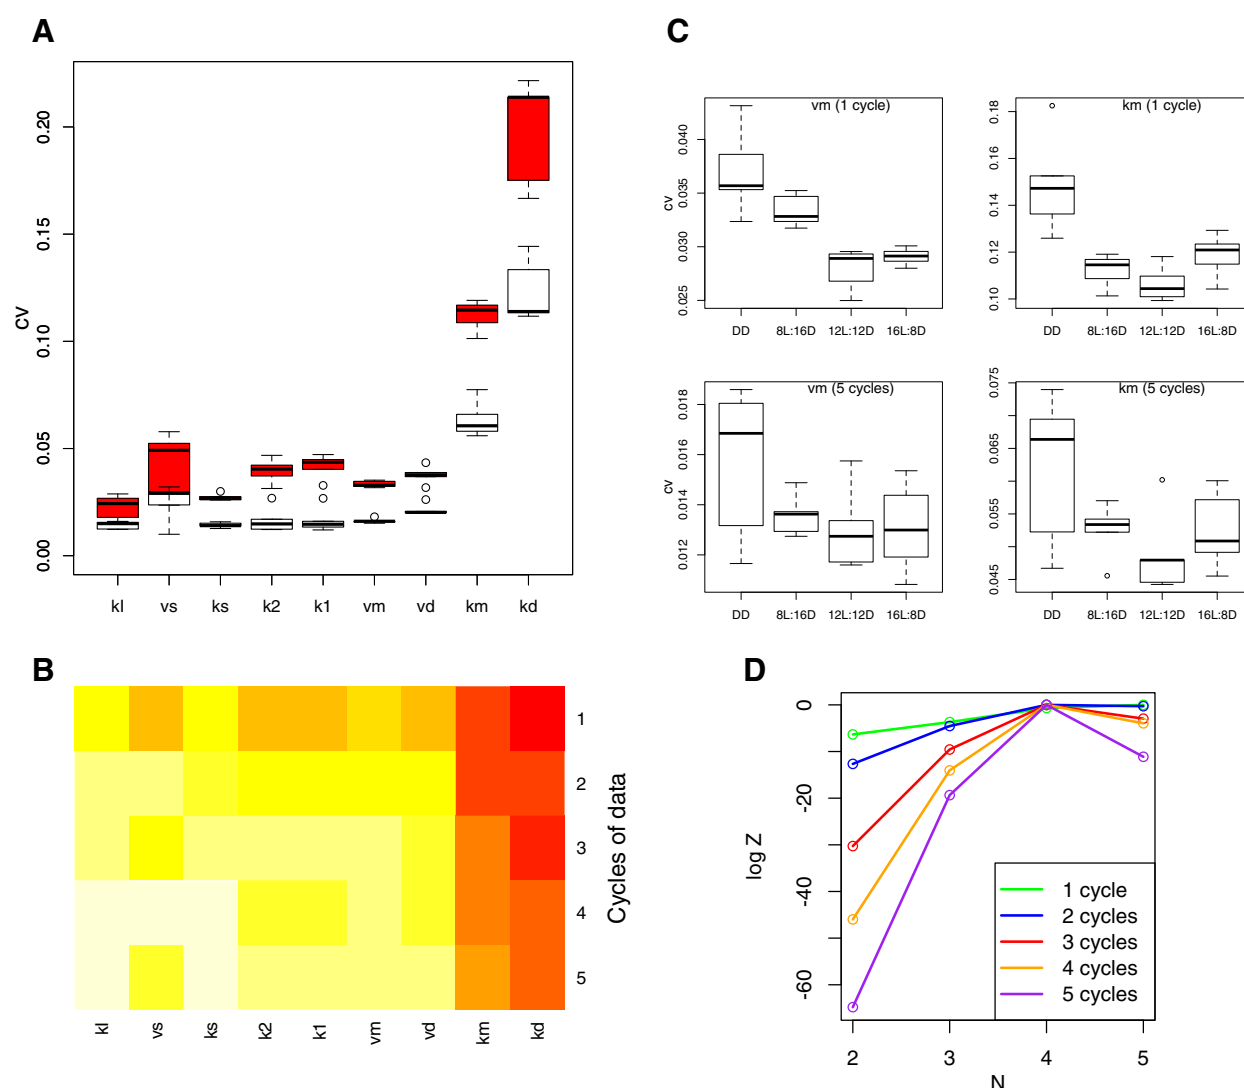 A
cv
0.20
0.15
0.10
0.05
0.00
kl vs ks k2 k1 vm vd km kd
B
1
2
3
4
5
Cycles of data
kl vs ks k2 k1 vm vd km kd
C
vm (1 cycle)
cv
0.040
0.035
0.030
0.025
DD 8L:16D 12L:12D 16L:8D
km (1 cycle)
0.18
0.16
0.14
0.12
0.10
DD 8L:16D 12L:12D 16L:8D
vm (5 cycles)
cv
0.018
0.016
0.014
0.012
DD 8L:16D 12L:12D 16L:8D
km (5 cycles)
0.075
0.065
0.055
0.045
DD 8L:16D 12L:12D 16L:8D
D
log Z
0
-20
-40
-60
1 cycle
2 cycles
3 cycles
4 cycles
5 cycles
2 3 4 5
N